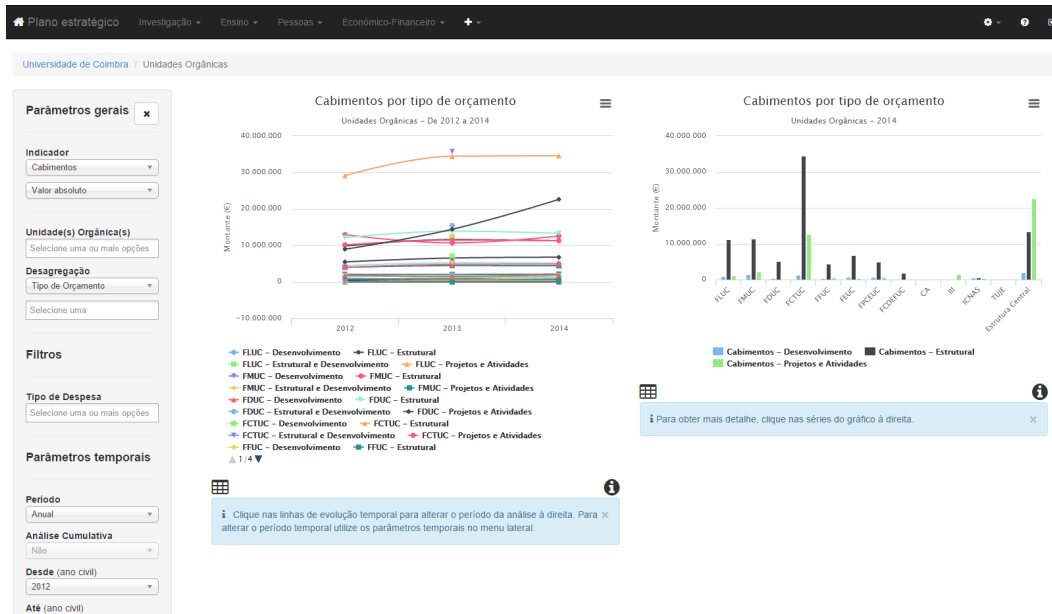 Plano estratégico Investigação Ensino Pessoas Económico-Financeiro
Universidade de Coimbra / Unidades Orgânicas
Parâmetros gerais
Indicador
Cabimentos
Valor absoluto
Unidade(s) Orgânica(s)
Selecione uma ou mais opções
Desagregação
Tipo de Orçamento
Selecione uma
Filtros
Tipo de Despesa
Selecione uma ou mais opções
Parâmetros temporais
Período
Anual
Análise Cumulativa
Não
Desde (ano civil)
2012
Até (ano civil)
Cabimentos por tipo de orçamento
Unidades Orgânicas - De 2012 a 2014
Montante (€)
40.000.000
30.000.000
20.000.000
10.000.000
0
-10.000.000
2012 2013 2014
FLUC - Desenvolvimento FLUC - Estrutural
FLUC - Estrutural e Desenvolvimento FLUC - Projetos e Atividades
FMUC - Desenvolvimento FMUC - Estrutural
FMUC - Estrutural e Desenvolvimento FMUC - Projetos e Atividades
FDUC - Desenvolvimento FDUC - Estrutural
FDUC - Estrutural e Desenvolvimento FDUC - Projetos e Atividades
FCTUC - Desenvolvimento FCTUC - Estrutural
FCTUC - Estrutural e Desenvolvimento FCTUC - Projetos e Atividades
FFUC - Desenvolvimento FFUC - Estrutural
1/4
Clique nas linhas de evolução temporal para alterar o período da análise à direita. Para
alterar o período temporal utilize os parâmetros temporais no menu lateral.
Cabimentos por tipo de orçamento
Unidades Orgânicas - 2014
Montante (€)
40.000.000
30.000.000
20.000.000
10.000.000
0
FLUC FMUC FDUC FCTUC FFUC FEUC FPCEUC FCDEFUC CA III ICNAS TUJE Estrutura Central
Cabimentos - Desenvolvimento Cabimentos - Estrutural
Cabimentos - Projetos e Atividades
Para obter mais detalhe, clique nas séries do gráfico à direita.